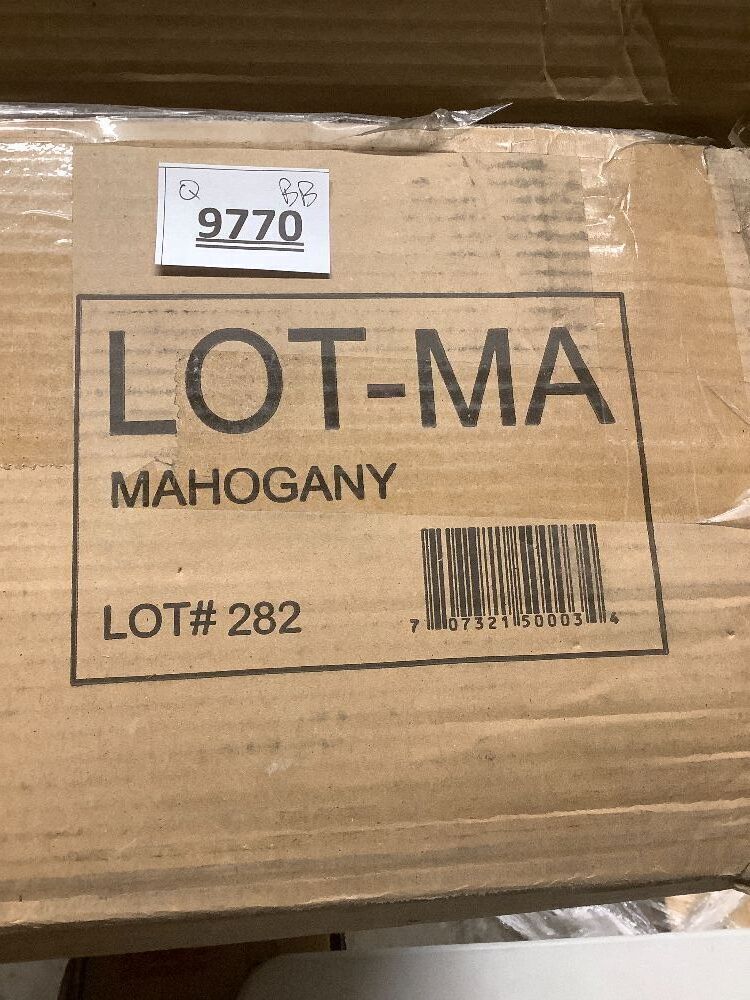 Q BB
9770
LOT-MA
MAHOGANY
LOT# 282
7 07321 50003 4